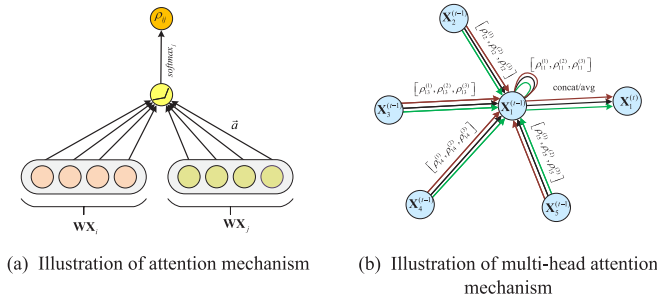 ρ_ij
softmax_j
a⃗
WX_i
WX_j
(a) Illustration of attention mechanism
X_2^(t-1)
[ρ_12^(1), ρ_12^(2), ρ_12^(3)]
[ρ_11^(1), ρ_11^(2), ρ_11^(3)]
[ρ_13^(1), ρ_13^(2), ρ_13^(3)]
concat/avg
X_3^(t-1)
X_1^(t-1)
X_1^(t)
[ρ_14^(1), ρ_14^(2), ρ_14^(3)]
[ρ_15^(1), ρ_15^(2), ρ_15^(3)]
X_4^(t-1)
X_5^(t-1)
(b) Illustration of multi-head attention
mechanism